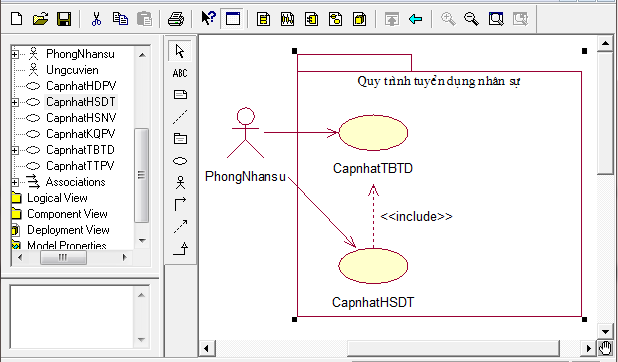 PhongNhansu
Ungcuvien
CapnhatHDPV
CapnhatHSDT
CapnhatHSNV
CapnhatKQPV
CapnhatTBTD
CapnhatTTPV
Associations
Logical View
Component View
Deployment View
Model Properties
ABC
Quy trình tuyển dụng nhân sự
PhongNhansu
CapnhatTBTD
<<include>>
CapnhatHSDT